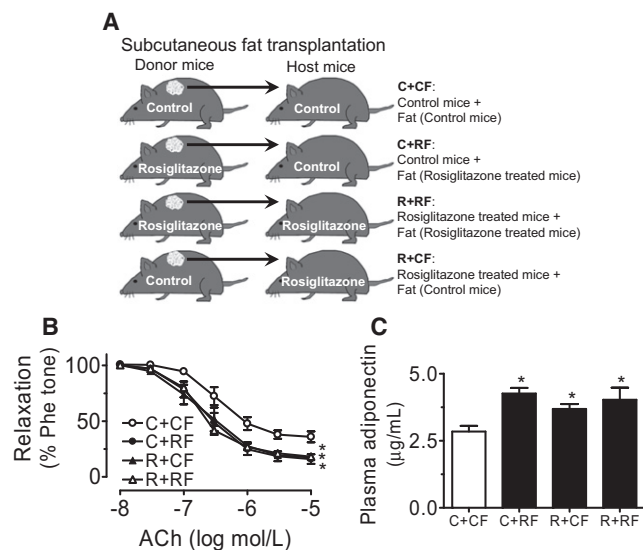 A
Subcutaneous fat transplantation
Donor mice
Host mice
Control
Control
C+CF:
Control mice +
Fat (Control mice)
Rosiglitazone
Control
C+RF:
Control mice +
Fat (Rosiglitazone treated mice)
Rosiglitazone
Rosiglitazone
R+RF:
Rosiglitazone treated mice +
Fat (Rosiglitazone treated mice)
Control
Rosiglitazone
R+CF:
Rosiglitazone treated mice +
Fat (Control mice)
B
Relaxation
(% Phe tone)
100
50
0
C+CF
C+RF
R+CF
R+RF
*
*
*
-8
-7
-6
-5
ACh (log mol/L)
C
Plasma adiponectin
(μg/mL)
5.0
2.5
0.0
*
*
*
C+CF
C+RF
R+CF
R+RF